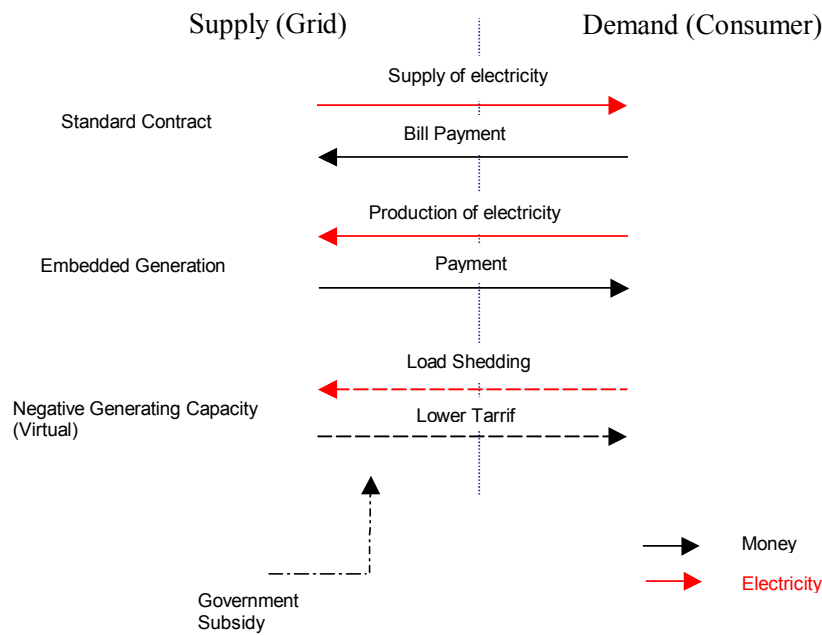 Supply (Grid)
Demand (Consumer)
Supply of electricity
Standard Contract
Bill Payment
Production of electricity
Embedded Generation
Payment
Load Shedding
Negative Generating Capacity
(Virtual)
Lower Tarrif
Money
Electricity
Government
Subsidy